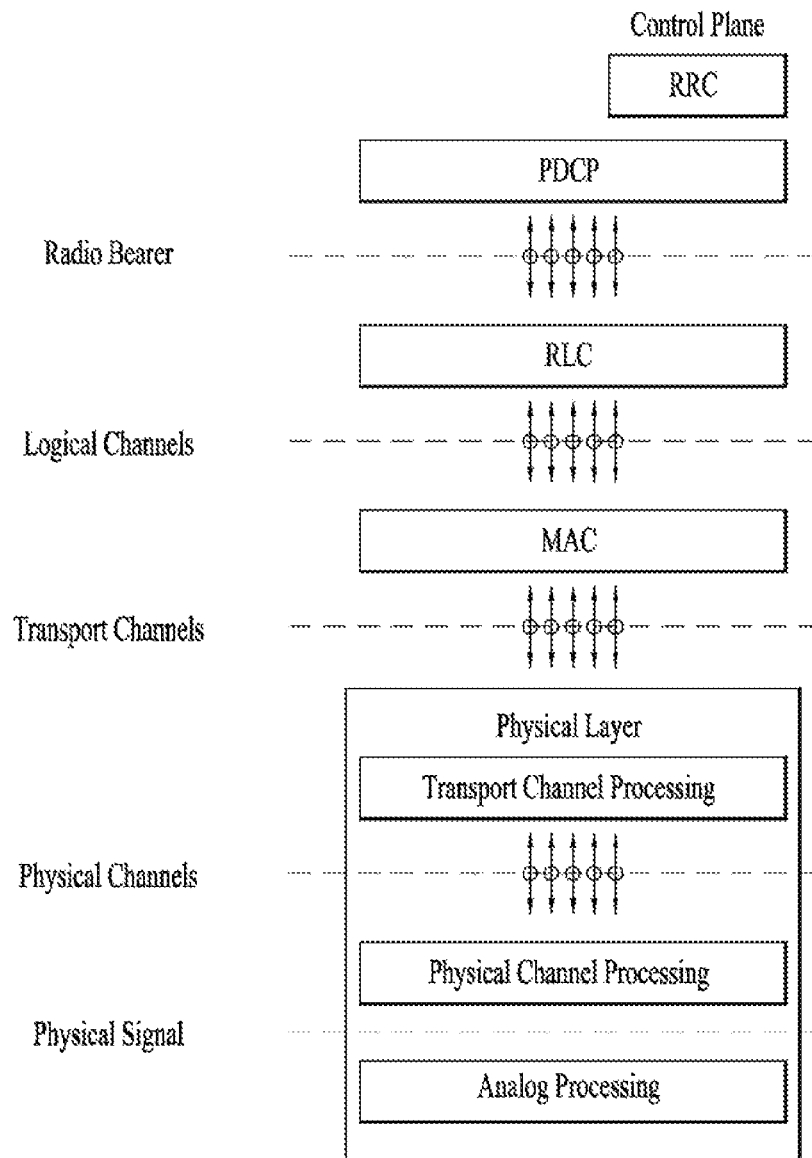 Control Plane
RRC
PDCP
Radio Bearer
RLC
Logical Channels
MAC
Transport Channels
Physical Layer
Transport Channel Processing
Physical Channels
Physical Channel Processing
Physical Signal
Analog Processing